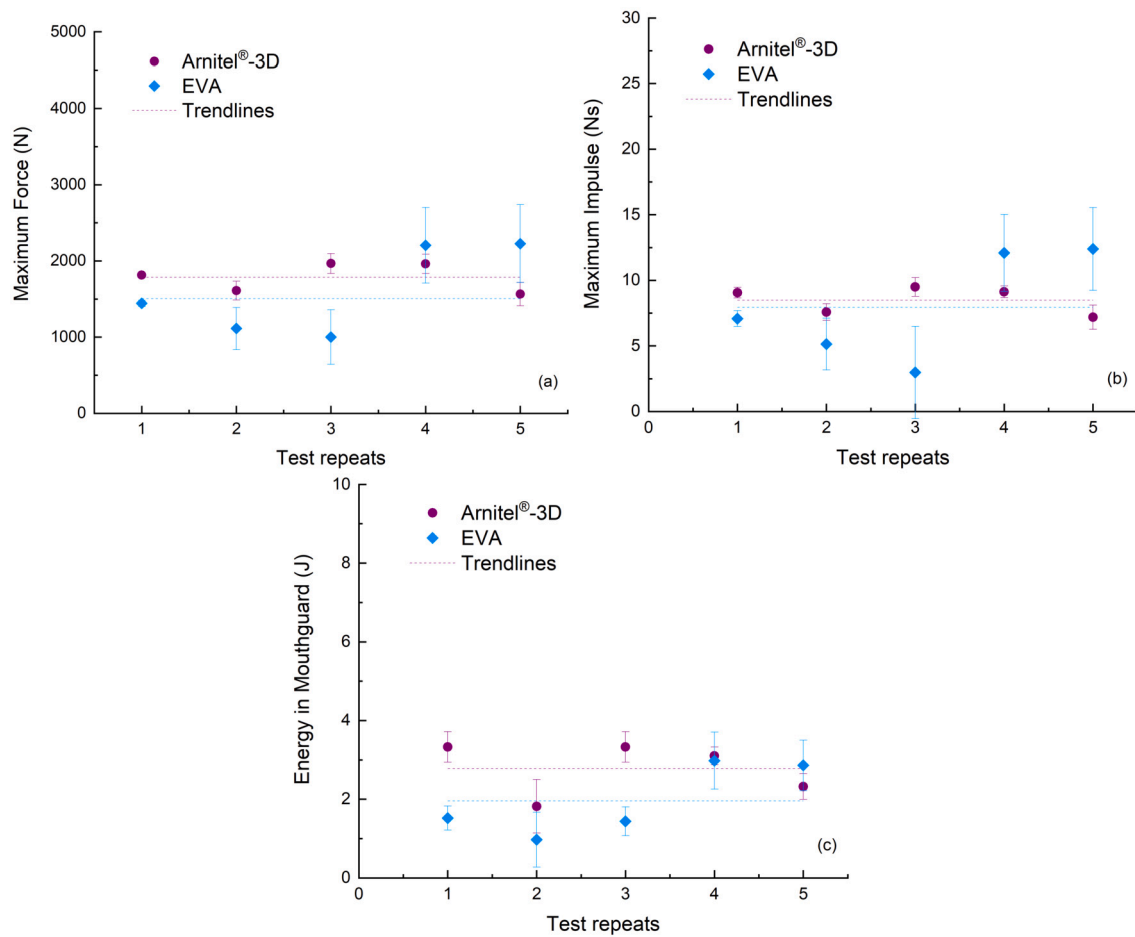 5000
4000
3000
2000
1000
0
Maximum Force (N)
Arnitel®-3D
EVA
Trendlines
(a)
1 2 3 4 5
Test repeats
30
25
20
15
10
5
0
Maximum Impulse (Ns)
Arnitel®-3D
EVA
Trendlines
(b)
0 1 2 3 4 5
Test repeats
10
8
6
4
2
0
Energy in Mouthguard (J)
Arnitel®-3D
EVA
Trendlines
(c)
0 1 2 3 4 5
Test repeats